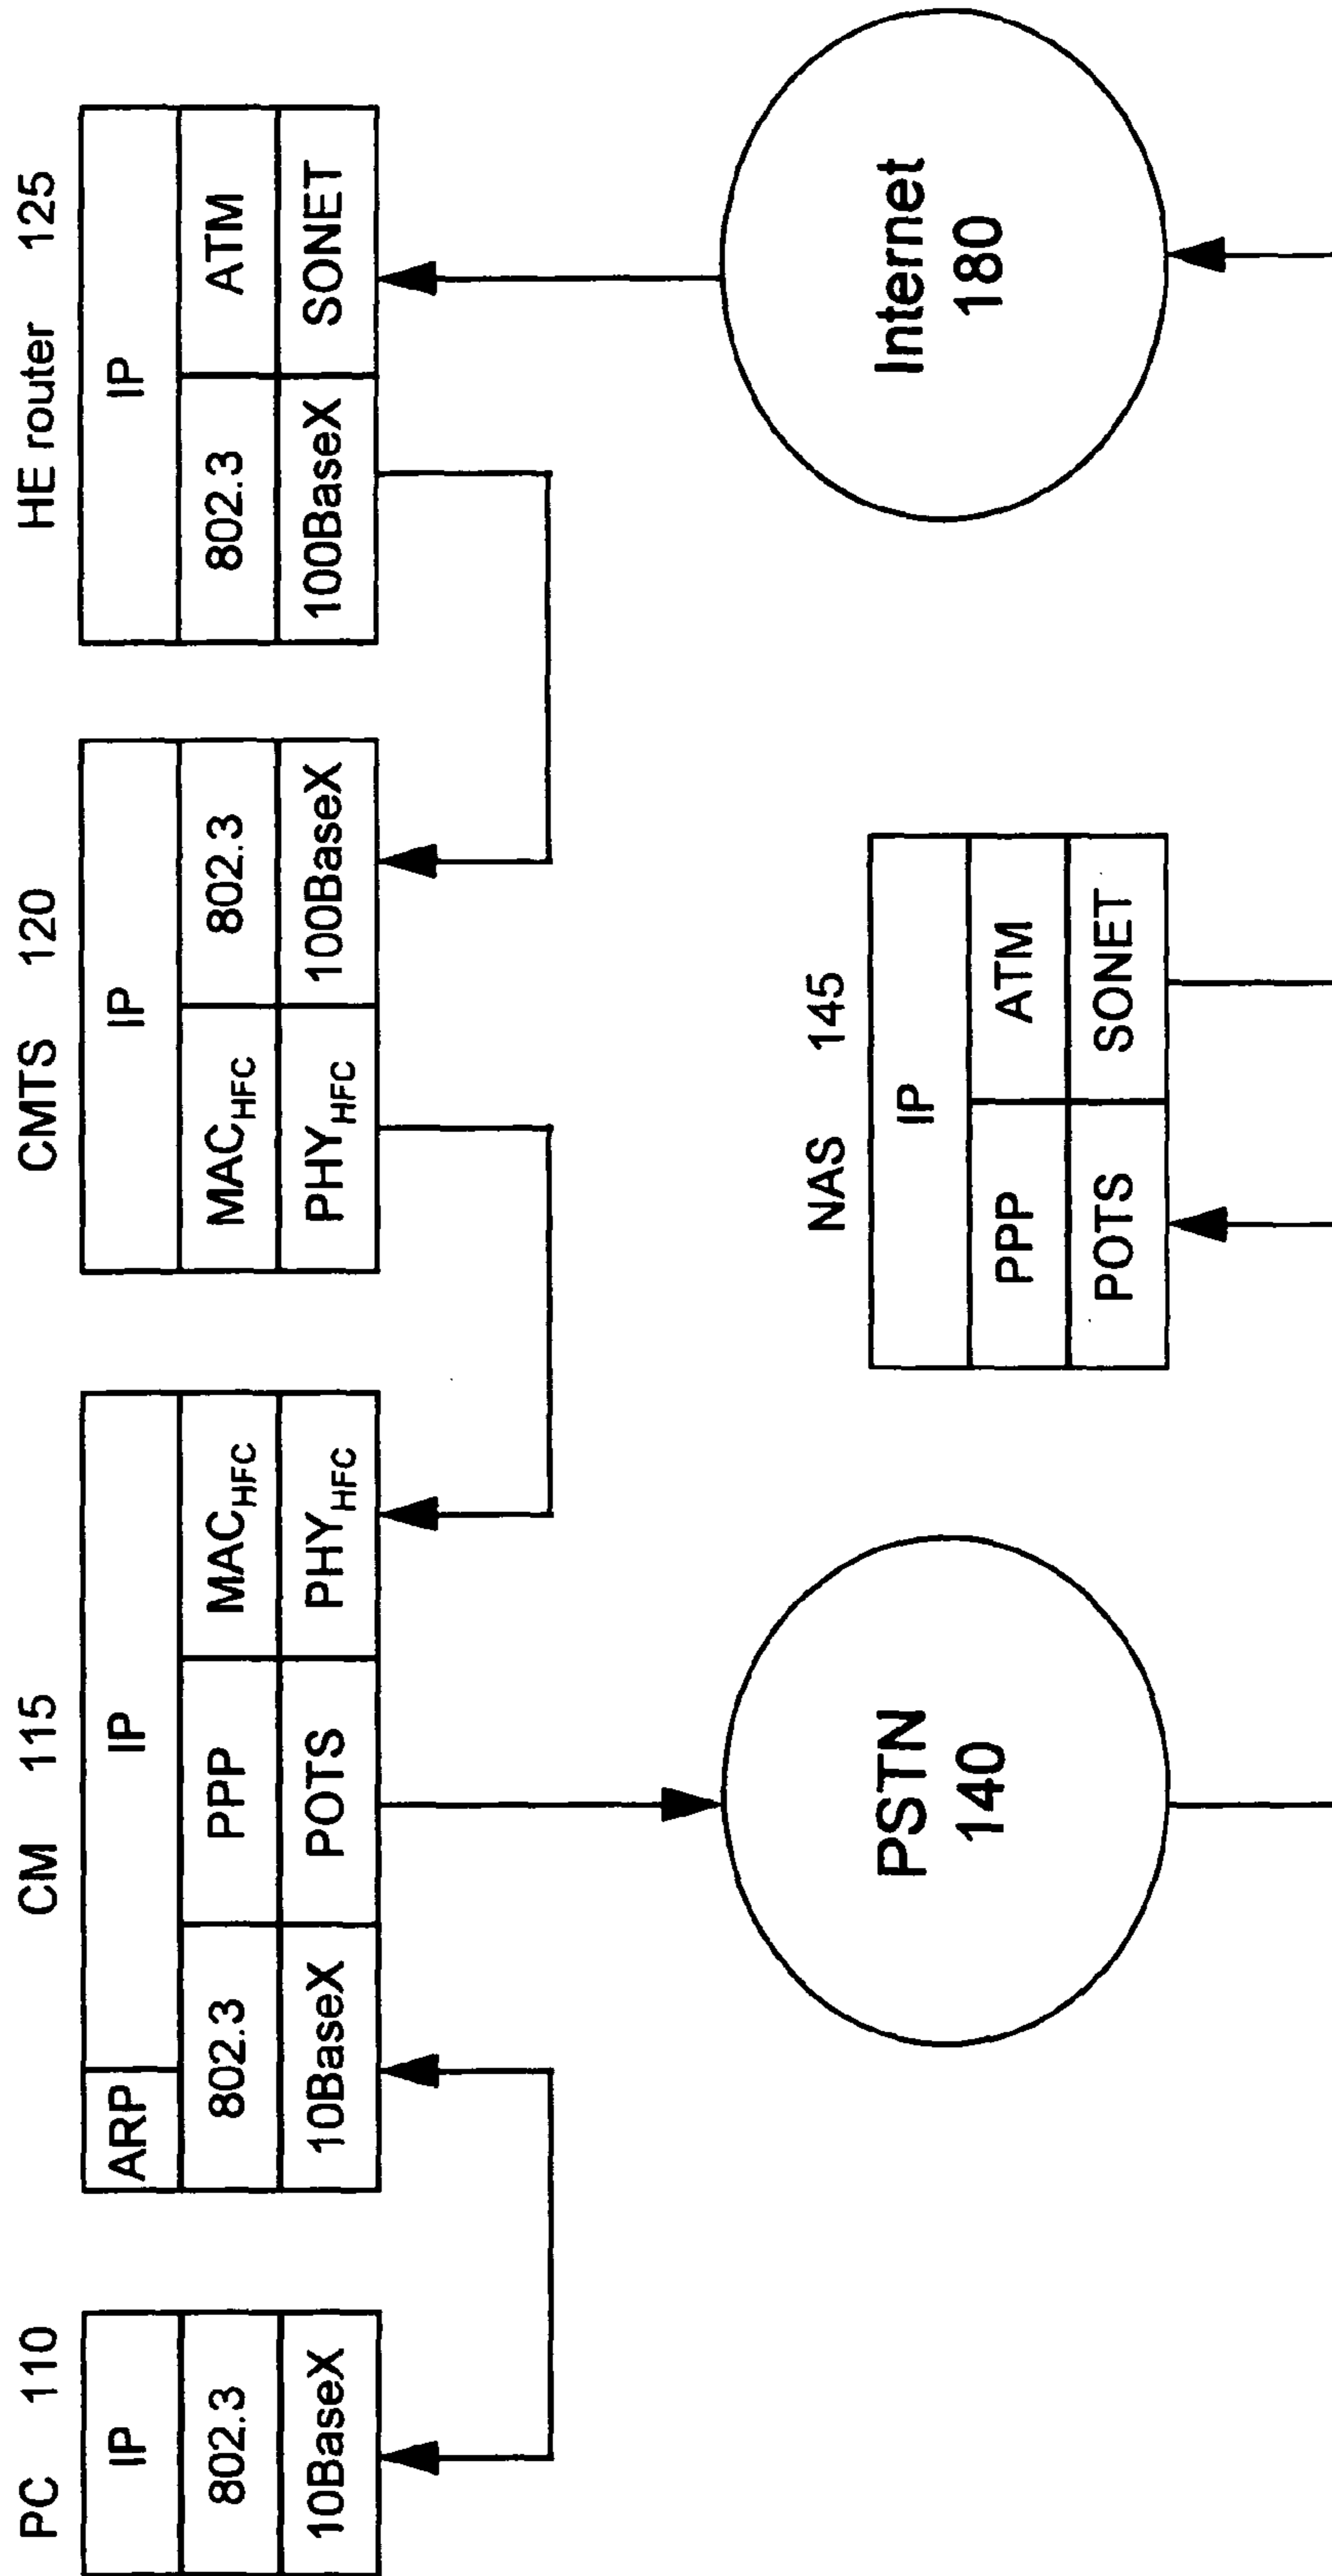 PC 110
IP
802.3
10BaseX
CM 115
ARP
IP
802.3
PPP
MAC_HFC
10BaseX
POTS
PHY_HFC
CMTS 120
IP
MAC_HFC
802.3
PHY_HFC
100BaseX
HE router 125
IP
802.3
ATM
100BaseX
SONET
PSTN
140
NAS 145
IP
PPP
ATM
POTS
SONET
Internet
180